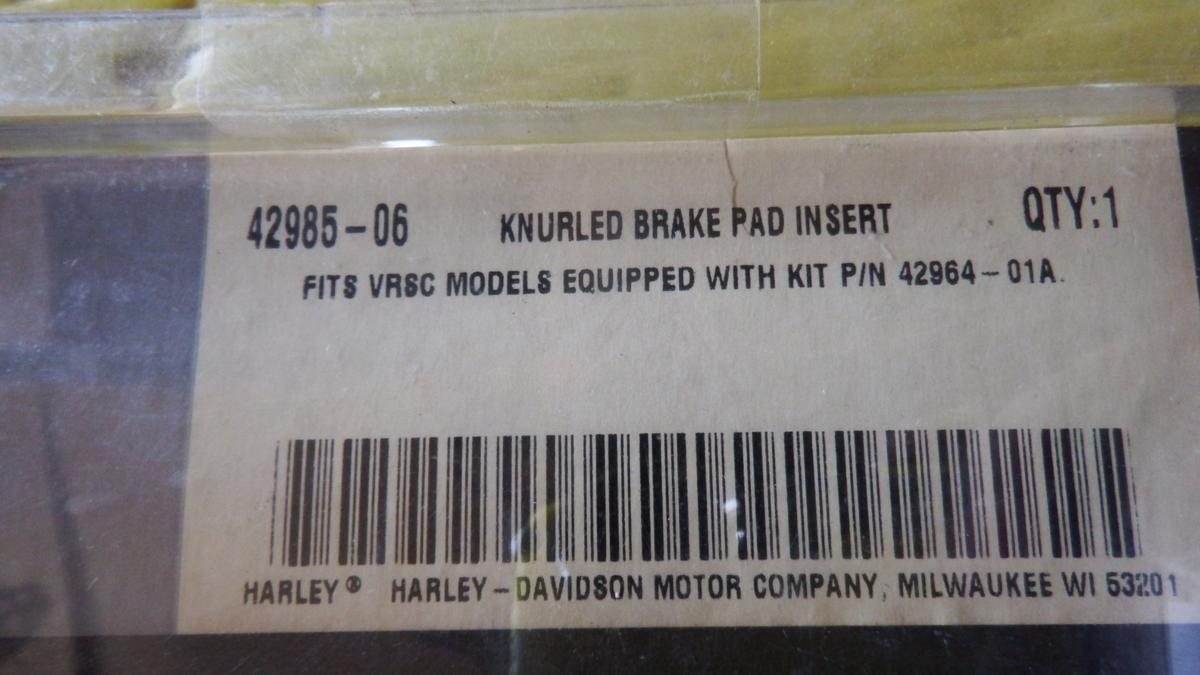 42985-06 KNURLED BRAKE PAD INSERT QTY:1
FITS VRSC MODELS EQUIPPED WITH KIT P/N 42964-01A.
HARLEY® HARLEY-DAVIDSON MOTOR COMPANY, MILWAUKEE WI 53201